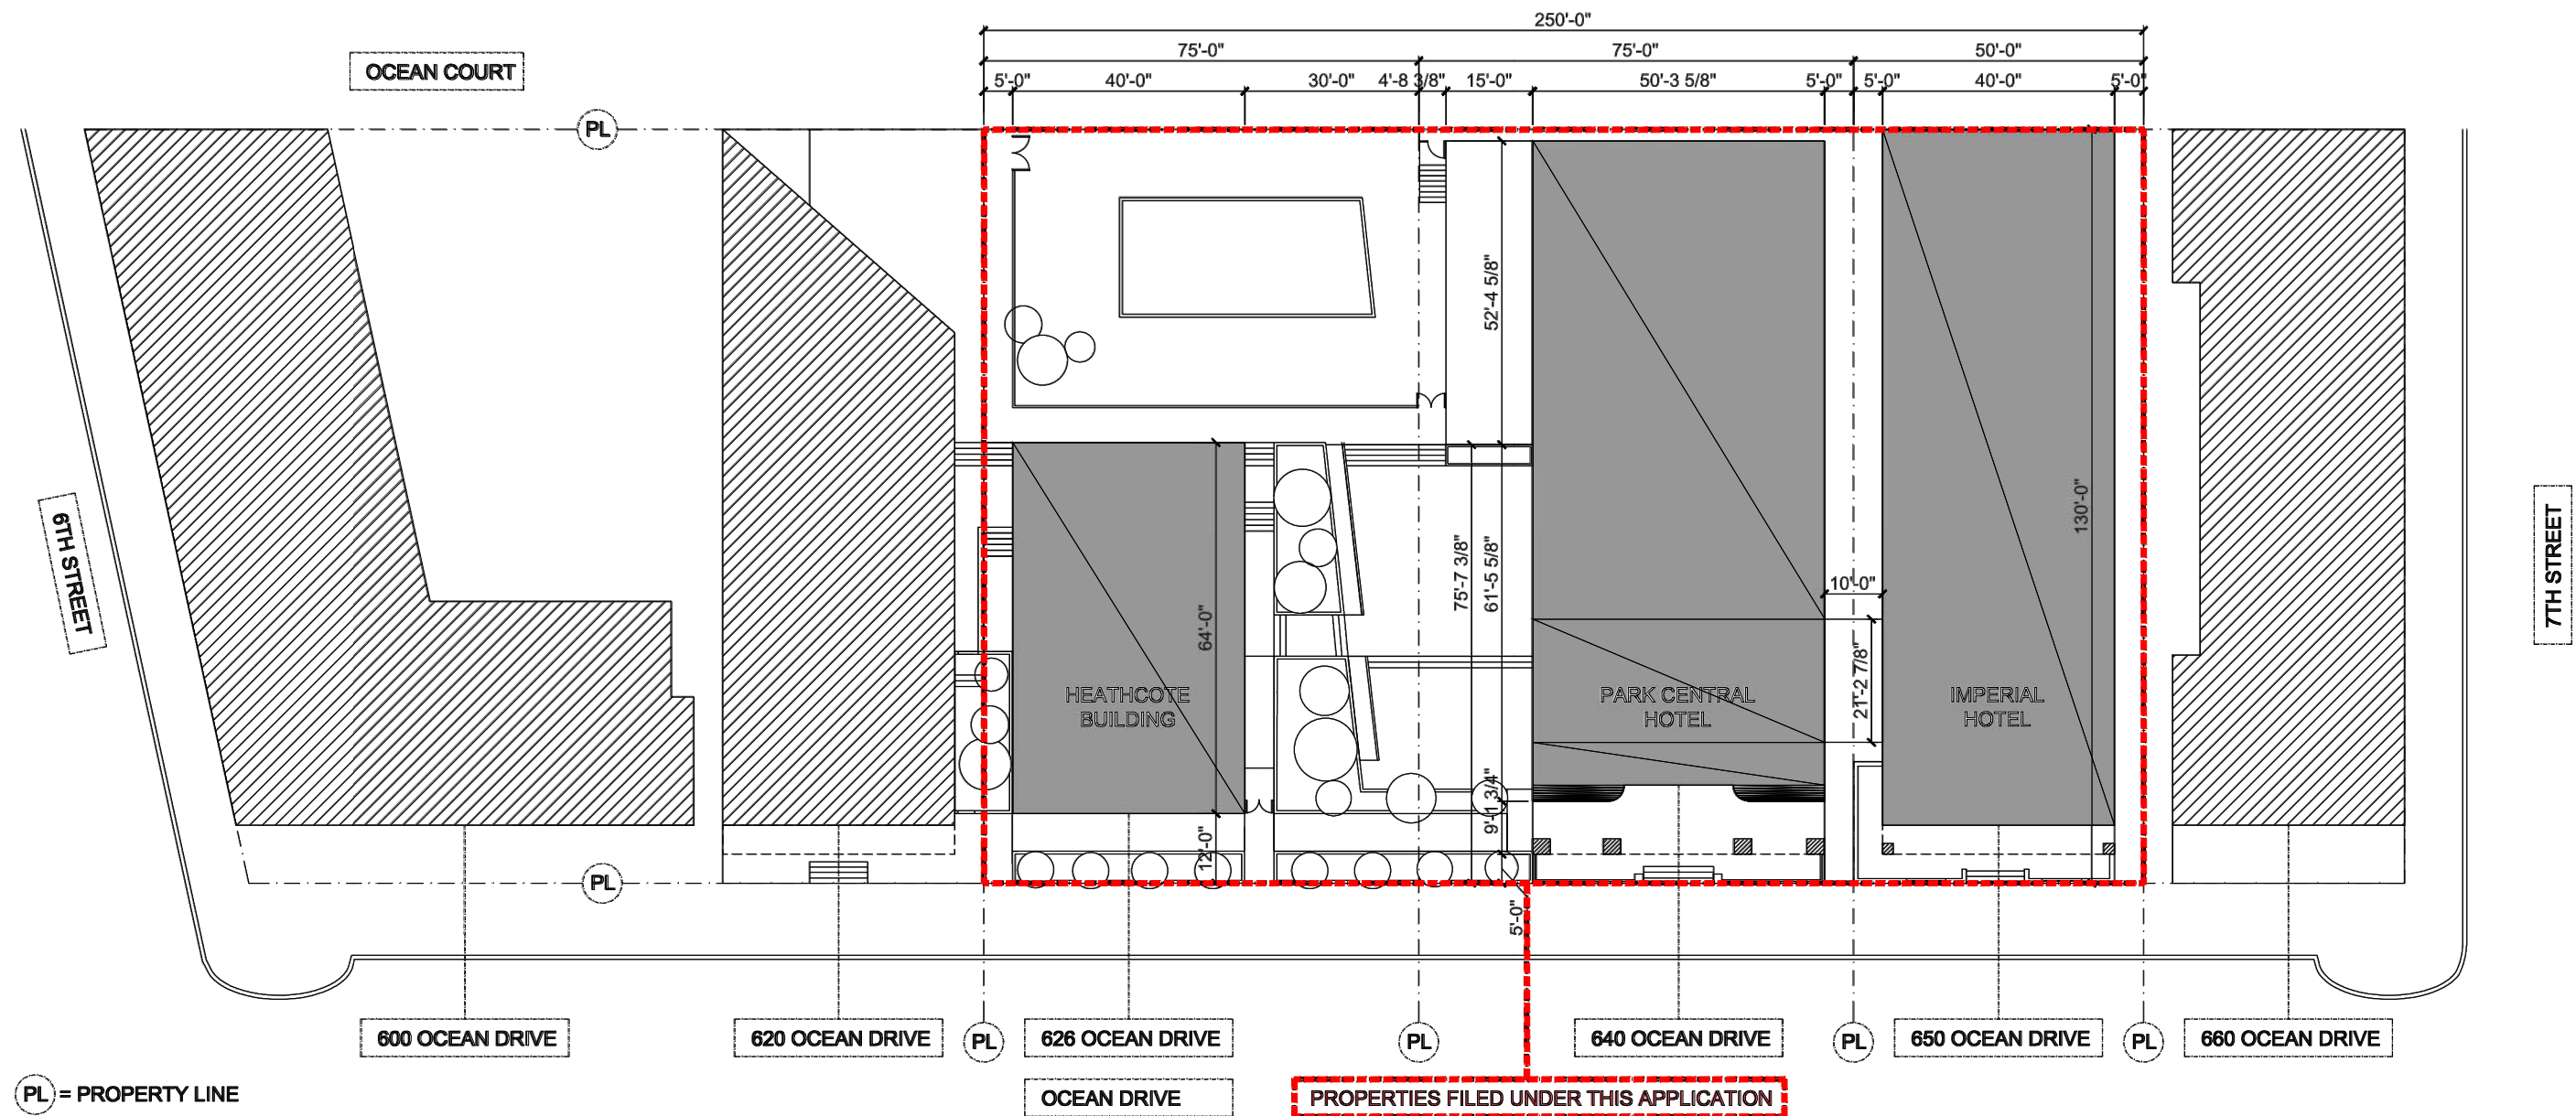 250'-0"
75'-0" 75'-0" 50'-0"
5'-0" 40'-0" 30'-0" 4'-8 3/8" 15'-0" 50'-3 5/8" 5'-0" 5'-0" 40'-0" 5'-0"
OCEAN COURT
PL
52'-4 5/8"
6TH STREET
7TH STREET
130'-0"
75'-7 3/8"
61'-5 5/8"
10'-0"
64'-0"
21'-2 7/8"
HEATHCOTE
BUILDING
PARK CENTRAL
HOTEL
IMPERIAL
HOTEL
9'-1 3/4"
12'-0"
PL
5'-0"
600 OCEAN DRIVE
620 OCEAN DRIVE
PL
626 OCEAN DRIVE
PL
640 OCEAN DRIVE
PL
650 OCEAN DRIVE
PL
660 OCEAN DRIVE
PL = PROPERTY LINE
OCEAN DRIVE
PROPERTIES FILED UNDER THIS APPLICATION